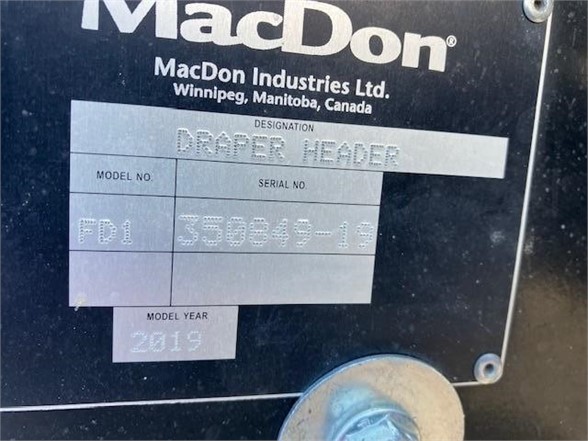 MacDon®
MacDon Industries Ltd.
Winnipeg, Manitoba, Canada
DESIGNATION
DRAPER HEADER
MODEL NO. SERIAL NO.
FD1 350849-19
MODEL YEAR
2019